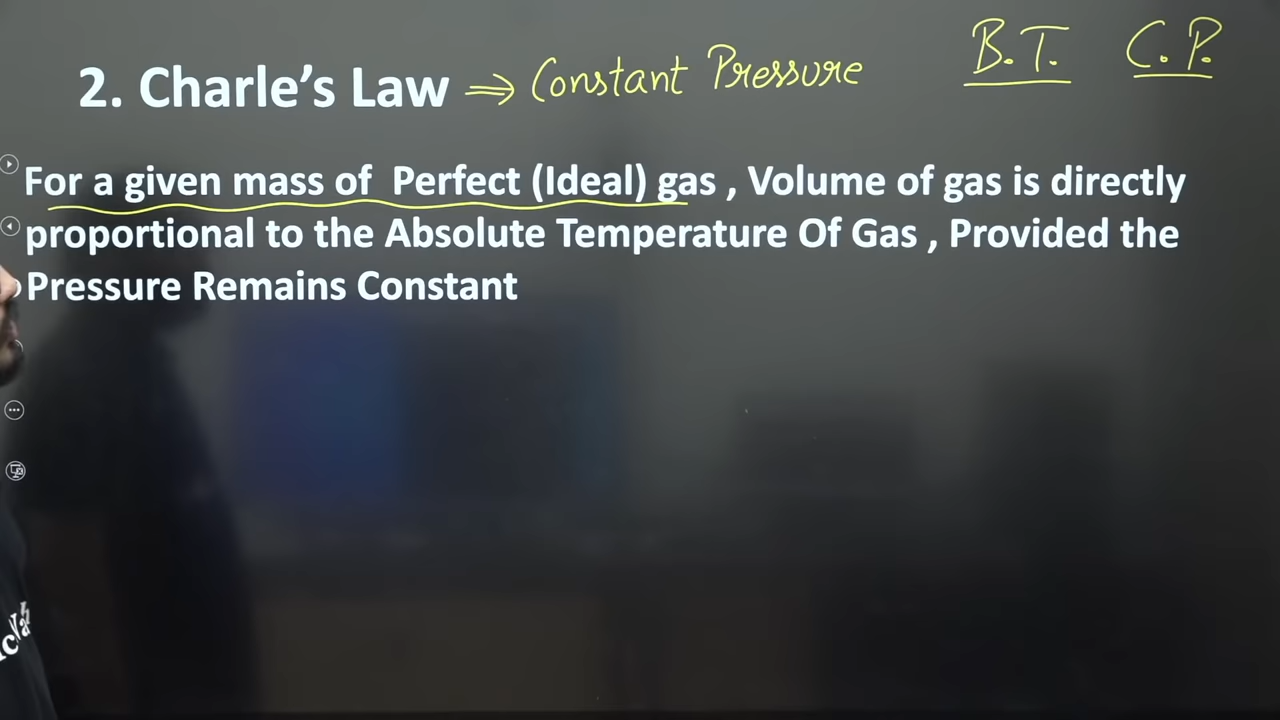 2. Charle's Law ⇒ Constant Pressure B.T. C.P.
For a given mass of Perfect (Ideal) gas , Volume of gas is directly
proportional to the Absolute Temperature Of Gas , Provided the
Pressure Remains Constant